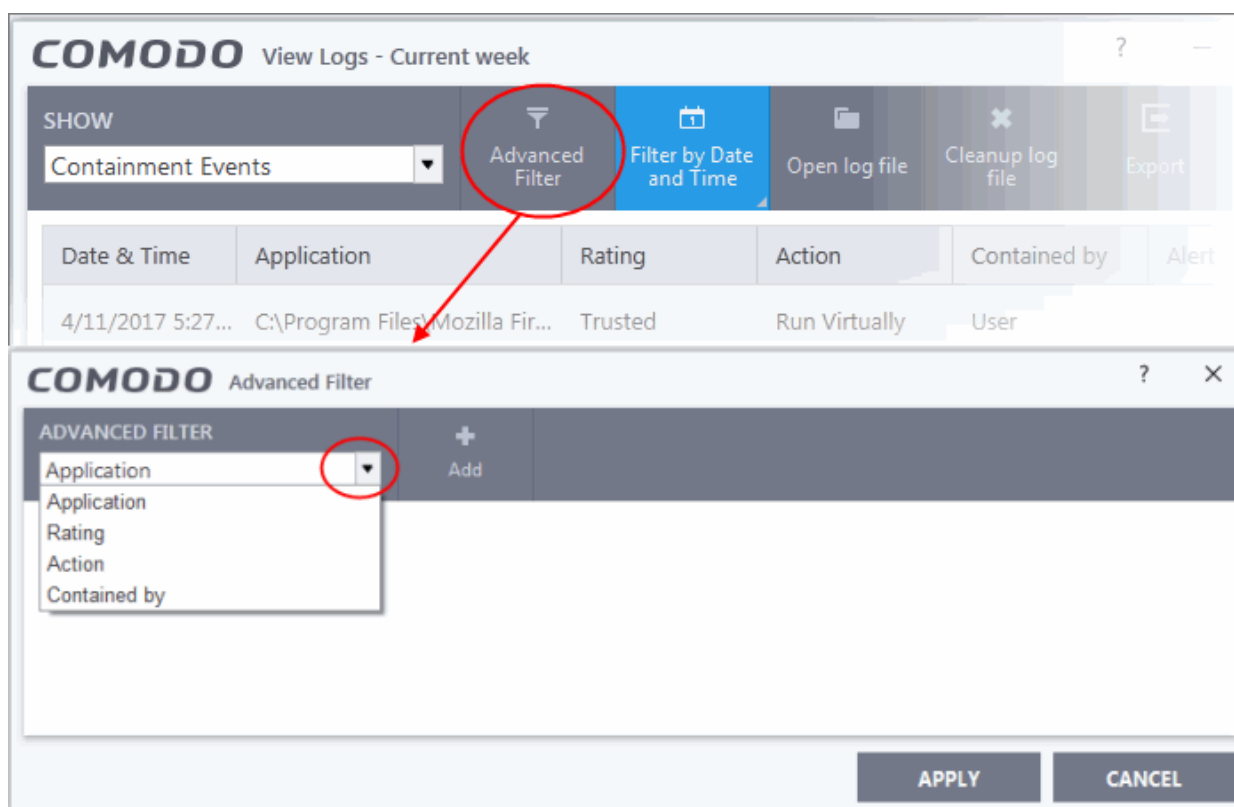 COMODO View Logs - Current week ?
SHOW
Containment Events
Advanced
Filter
Filter by Date
and Time
1
Open log file
Cleanup log
file
Export
Date & Time Application Rating Action Contained by Alert
4/11/2017 5:27... C:\Program Files\Mozilla Fir... Trusted Run Virtually User
COMODO Advanced Filter ?
ADVANCED FILTER
Application
Add
Application
Rating
Action
Contained by
APPLY CANCEL